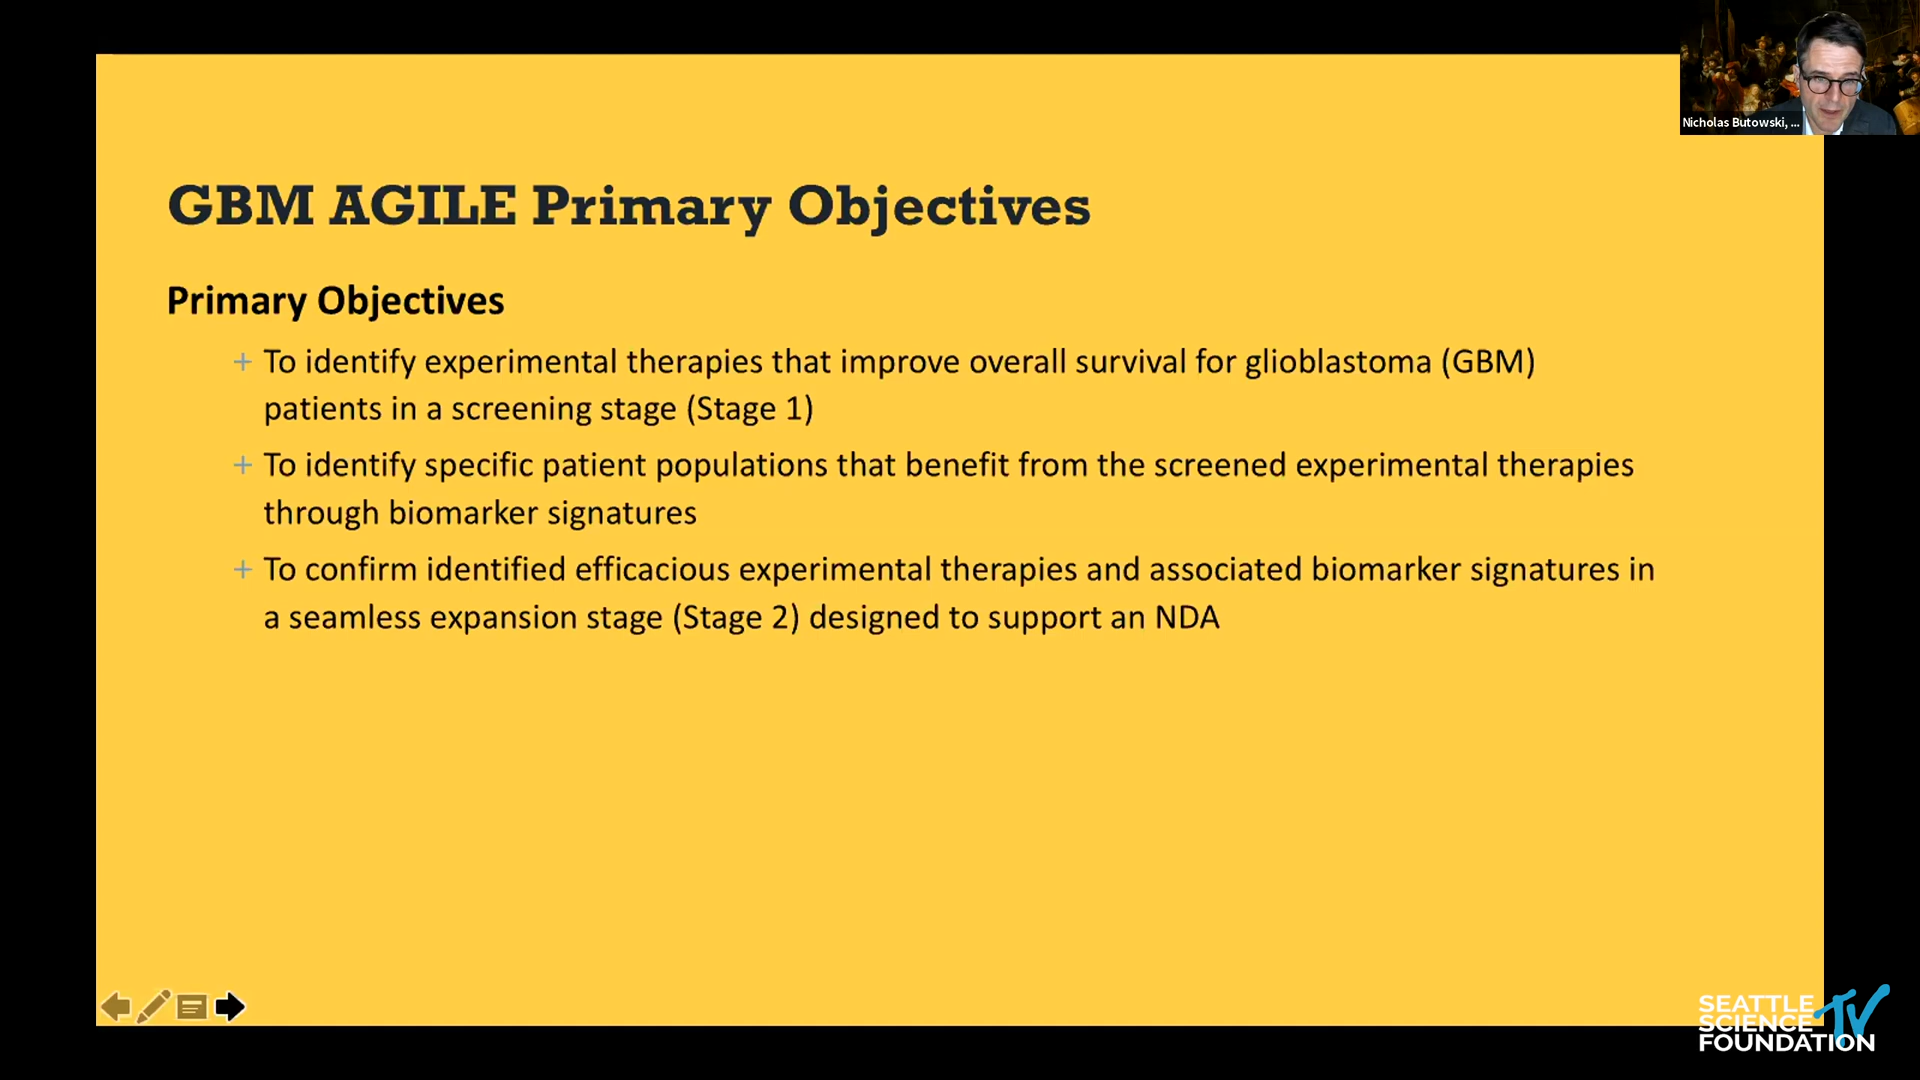 Nicholas Butowski, ...
GBM AGILE Primary Objectives
Primary Objectives
+ To identify experimental therapies that improve overall survival for glioblastoma (GBM)
patients in a screening stage (Stage 1)
+ To identify specific patient populations that benefit from the screened experimental therapies
through biomarker signatures
+ To confirm identified efficacious experimental therapies and associated biomarker signatures in
a seamless expansion stage (Stage 2) designed to support an NDA
SEATTLE
SCIENCE
FOUNDATION
TV